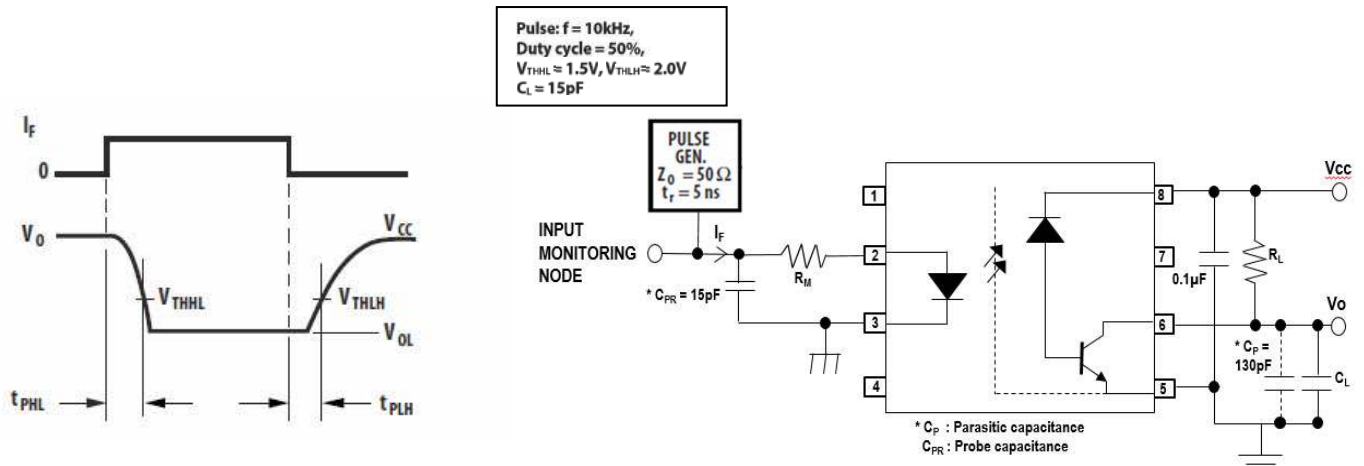 Pulse: f = 10kHz,
Duty cycle = 50%,
VTHHL = 1.5V, VTHLH = 2.0V
CL = 15pF
IF
0
VO
VCC
VTHHL
VTHLH
VOL
tPHL
tPLH
PULSE
GEN.
ZO = 50 Ω
tr = 5 ns
INPUT
MONITORING
NODE
IF
RM
* CPR = 15pF
1
2
3
4
8
7
6
5
Vcc
RL
0.1µF
Vo
* CP =
130pF
CL
* CP : Parasitic capacitance
CPR : Probe capacitance